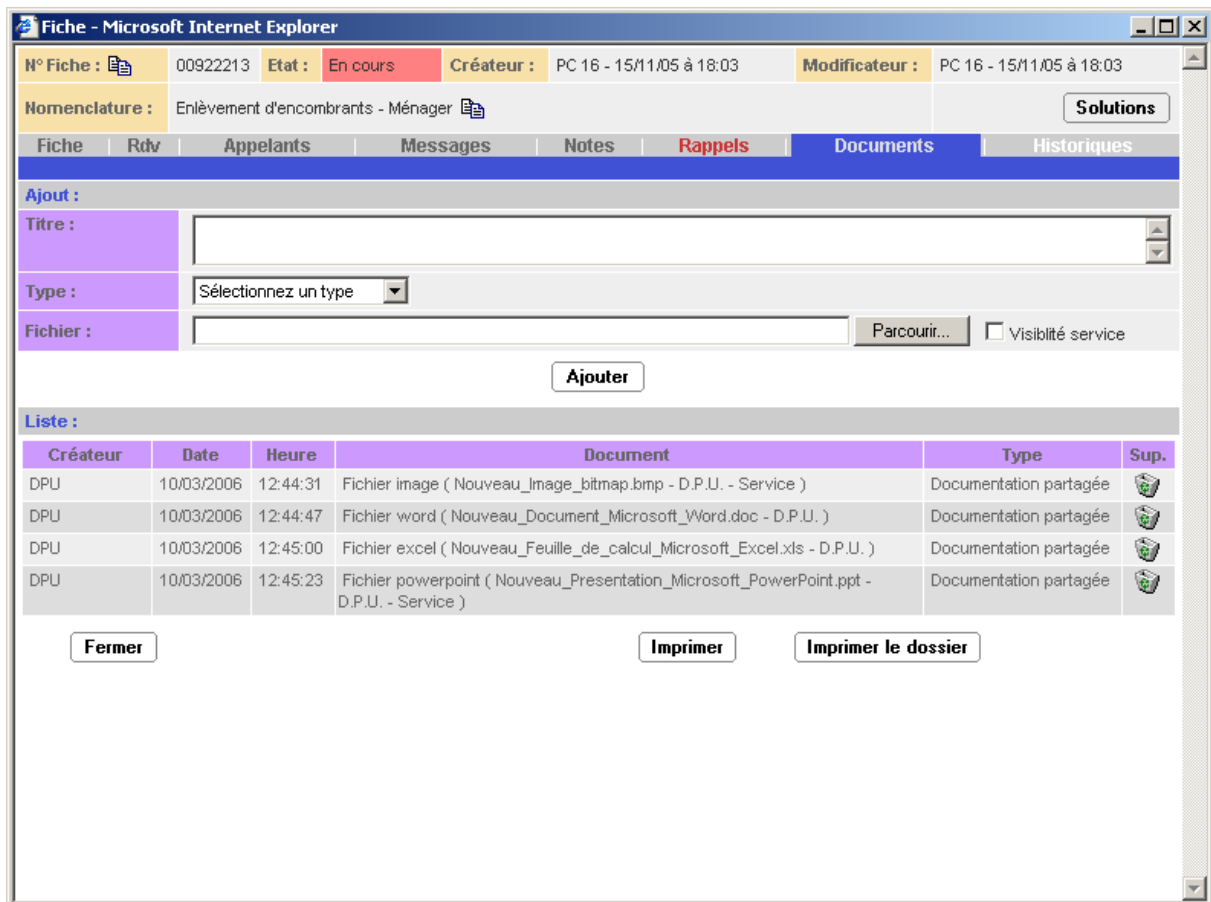 Fiche - Microsoft Internet Explorer
N° Fiche : 00922213 Etat : En cours Créateur : PC 16 - 15/11/05 à 18:03 Modificateur : PC 16 - 15/11/05 à 18:03
Nomenclature : Enlèvement d'encombrants - Ménager Solutions
Fiche | Rdv | Appelants | Messages | Notes | Rappels | Documents | Historiques
Ajout :
Titre :
Type : Sélectionnez un type
Fichier : Parcourir... Visiblité service
Ajouter
Liste :
Créateur Date Heure Document Type Sup.
DPU 10/03/2006 12:44:31 Fichier image ( Nouveau_Image_bitmap.bmp - D.P.U. - Service ) Documentation partagée
DPU 10/03/2006 12:44:47 Fichier word ( Nouveau_Document_Microsoft_Word.doc - D.P.U. ) Documentation partagée
DPU 10/03/2006 12:45:00 Fichier excel ( Nouveau_Feuille_de_calcul_Microsoft_Excel.xls - D.P.U. ) Documentation partagée
DPU 10/03/2006 12:45:23 Fichier powerpoint ( Nouveau_Presentation_Microsoft_PowerPoint.ppt - Documentation partagée
D.P.U. - Service )
Fermer Imprimer Imprimer le dossier